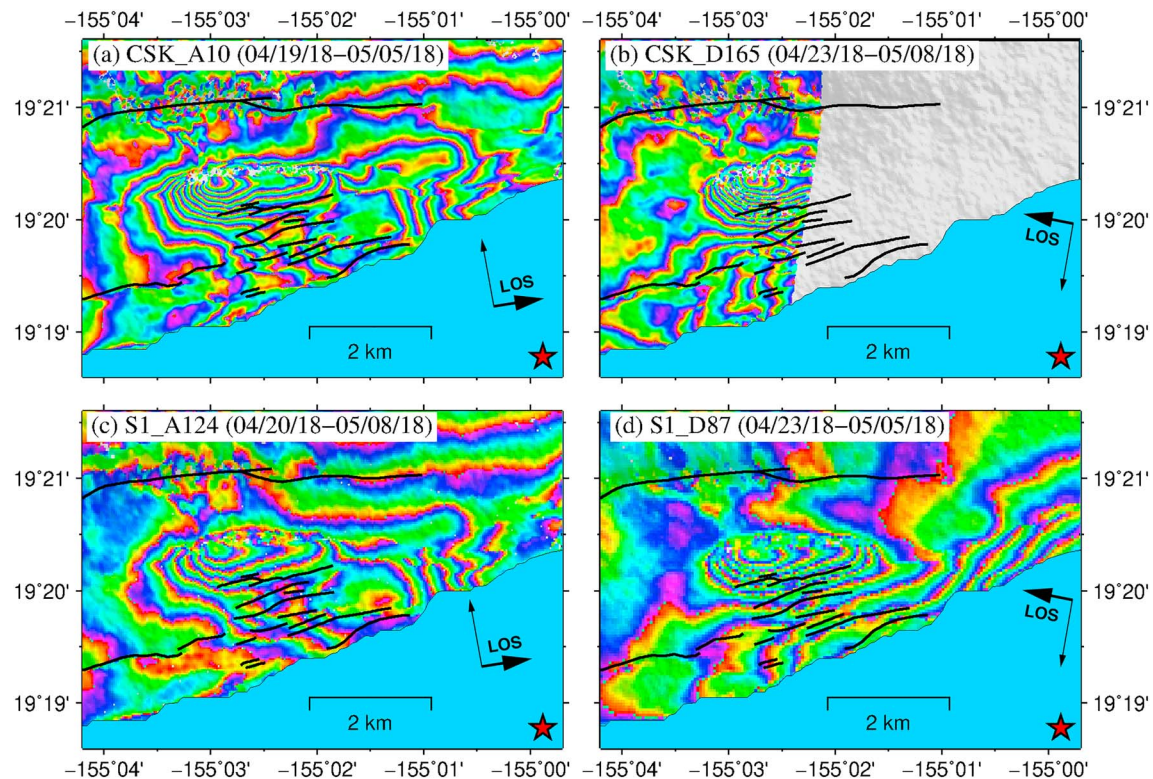 −155°04' −155°03' −155°02' −155°01' −155°00' −155°04' −155°03' −155°02' −155°01' −155°00'
(a) CSK_A10 (04/19/18−05/05/18)
(b) CSK_D165 (04/23/18−05/08/18)
19°21' 19°21'
19°20' 19°20'
LOS LOS
19°19' 19°19'
2 km 2 km
(c) S1_A124 (04/20/18−05/08/18)
(d) S1_D87 (04/23/18−05/05/18)
19°21' 19°21'
19°20' 19°20'
LOS LOS
19°19' 19°19'
2 km 2 km
−155°04' −155°03' −155°02' −155°01' −155°00' −155°04' −155°03' −155°02' −155°01' −155°00'